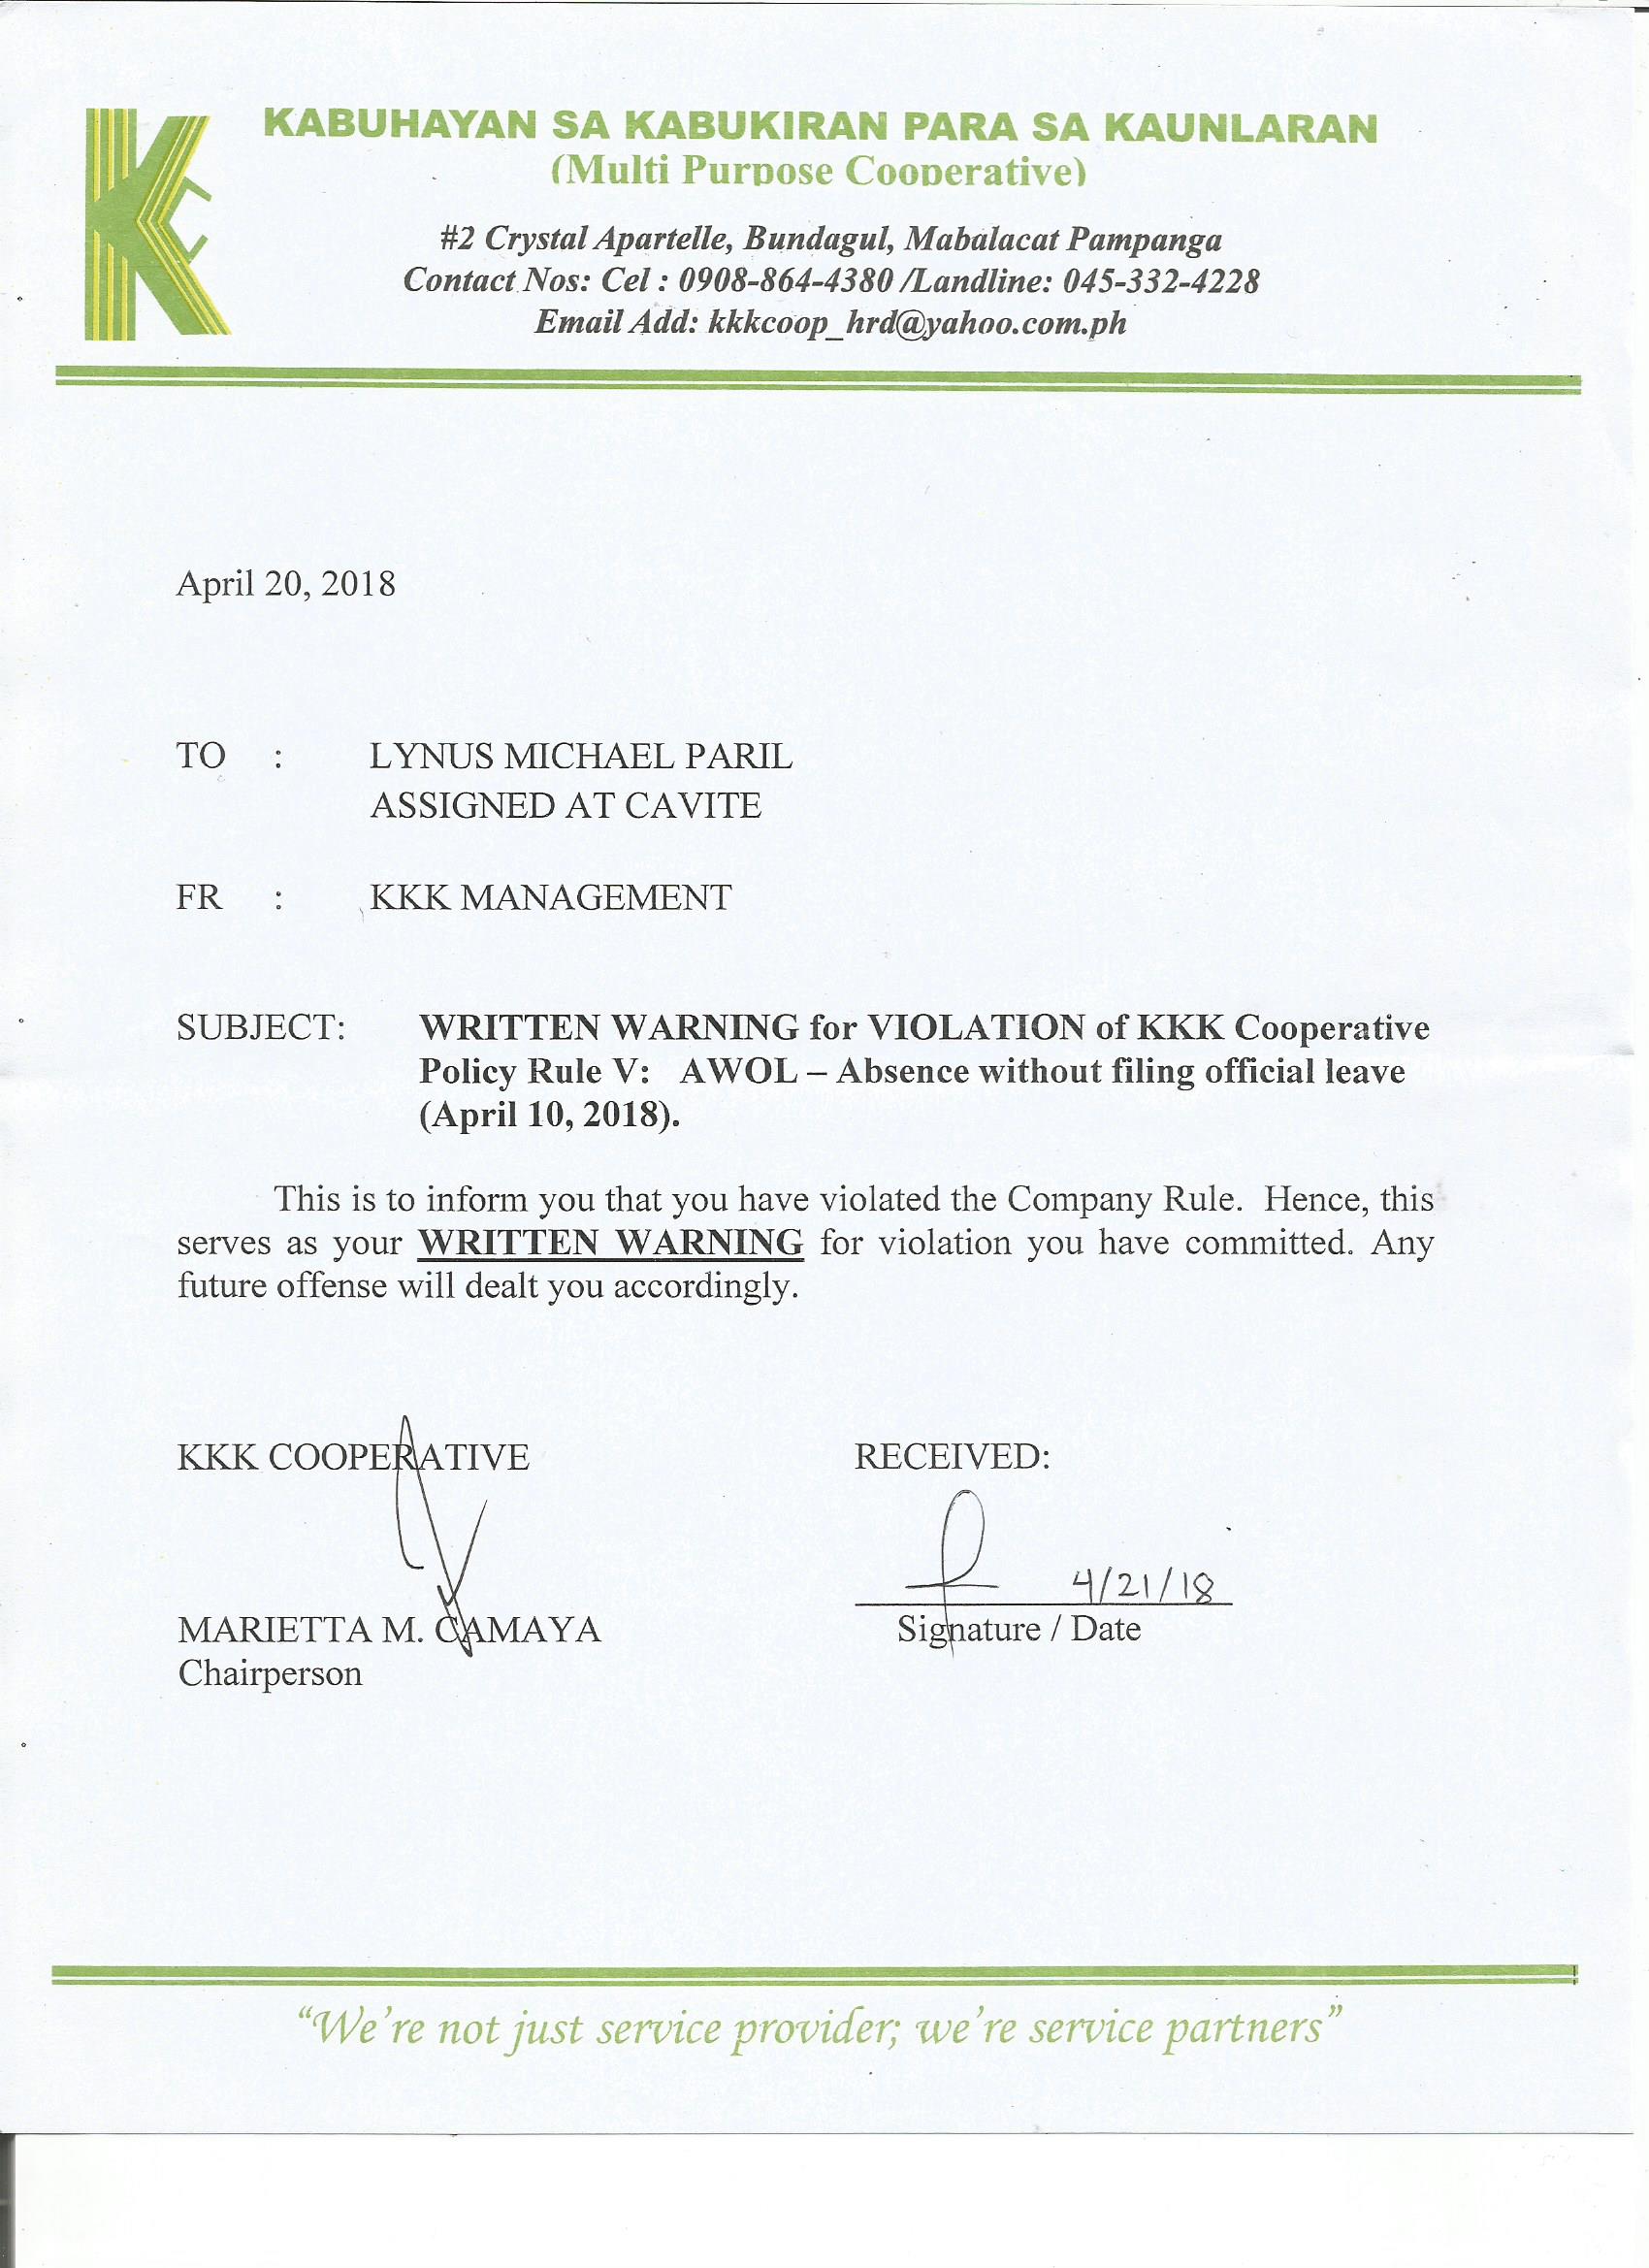 KABUHAYAN SA KABUKIRAN PARA SA KAUNLARAN
(Multi Purpose Cooperative)
#2 Crystal Apartelle, Bundagul, Mabalacat Pampanga
Contact Nos: Cel : 0908-864-4380 /Landline: 045-332-4228
Email Add: kkkcoop_hrd@yahoo.com.ph
April 20, 2018
TO : LYNUS MICHAEL PARIL
ASSIGNED AT CAVITE
FR : KKK MANAGEMENT
SUBJECT: WRITTEN WARNING for VIOLATION of KKK Cooperative
Policy Rule V: AWOL – Absence without filing official leave
(April 10, 2018).
This is to inform you that you have violated the Company Rule. Hence, this
serves as your WRITTEN WARNING for violation you have committed. Any
future offense will dealt you accordingly.
KKK COOPERATIVE RECEIVED:
4/21/18
MARIETTA M. CAMAYA Signature / Date
Chairperson
“We’re not just service provider; we’re service partners”